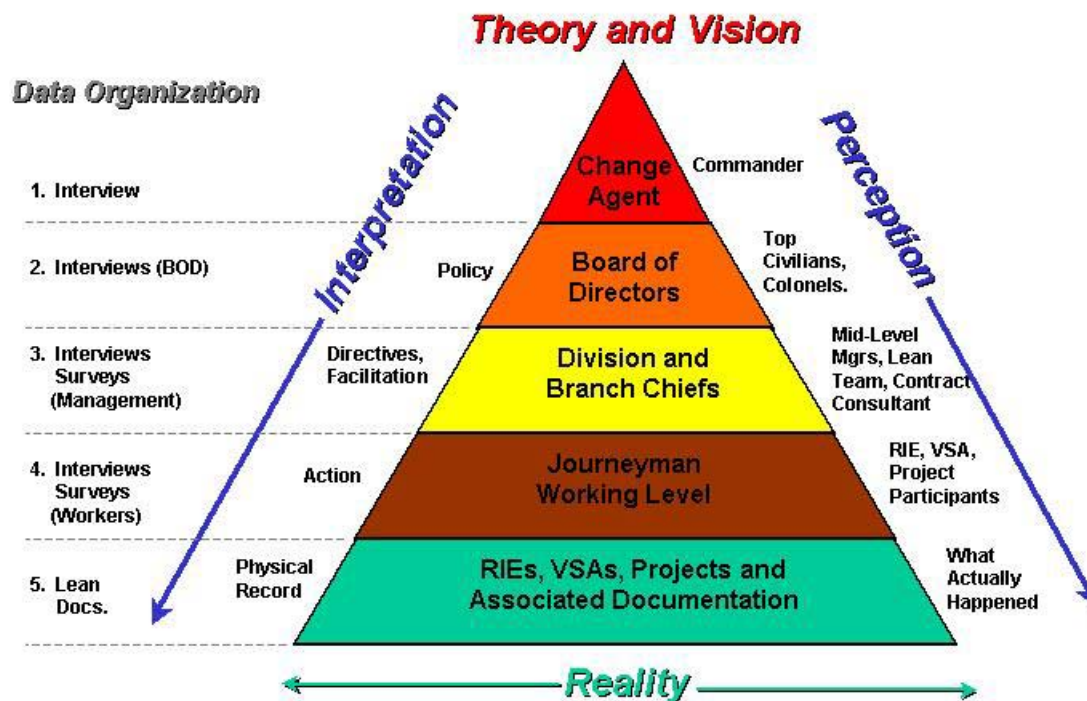 Theory and Vision
Data Organization
Interpretation
Perception
1. Interview
Change
Agent
Commander
2. Interviews (BOD)
Policy
Board of
Directors
Top
Civilians,
Colonels.
3. Interviews
Surveys
(Management)
Directives,
Facilitation
Division and
Branch Chiefs
Mid-Level
Mgrs, Lean
Team, Contract
Consultant
4. Interviews
Surveys
(Workers)
Action
Journeyman
Working Level
RIE, VSA,
Project
Participants
5. Lean
Docs.
Physical
Record
RIEs, VSAs, Projects and
Associated Documentation
What
Actually
Happened
Reality